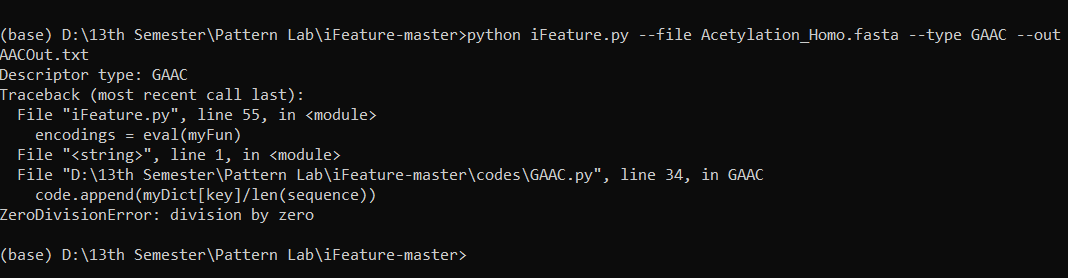 (base) D:\13th Semester\Pattern Lab\iFeature-master>python iFeature.py --file Acetylation_Homo.fasta --type GAAC --out
AACOut.txt
Descriptor type: GAAC
Traceback (most recent call last):
  File "iFeature.py", line 55, in <module>
    encodings = eval(myFun)
  File "<string>", line 1, in <module>
  File "D:\13th Semester\Pattern Lab\iFeature-master\codes\GAAC.py", line 34, in GAAC
    code.append(myDict[key]/len(sequence))
ZeroDivisionError: division by zero
(base) D:\13th Semester\Pattern Lab\iFeature-master>